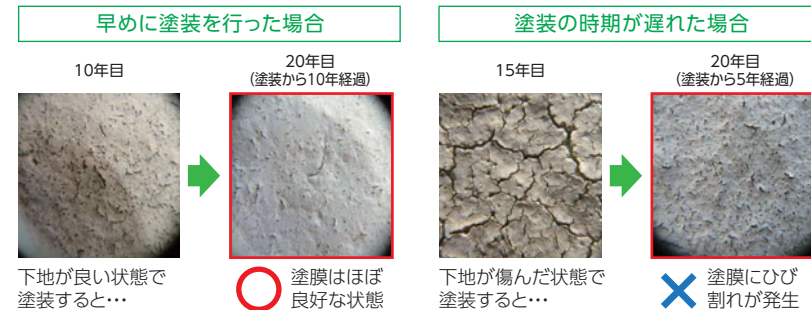 早めに塗装を行った場合
10年目
20年目
(塗装から10年経過)
下地が良い状態で
塗装すると・・・
塗膜はほぼ
良好な状態
塗装の時期が遅れた場合
15年目
20年目
(塗装から5年経過)
下地が傷んだ状態で
塗装すると・・・
塗膜にひび
割れが発生